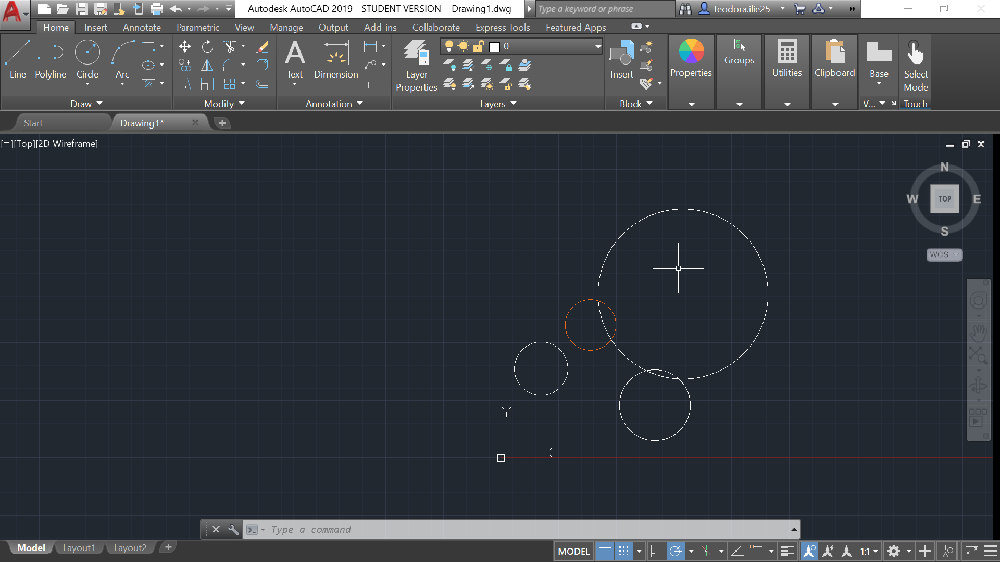 Autodesk AutoCAD 2019 - STUDENT VERSION Drawing1.dwg
Type a keyword or phrase
teodora.ilie25
Home Insert Annotate Parametric View Manage Output Add-ins Collaborate Express Tools Featured Apps
0
Line Polyline Circle Arc
Text Dimension
Layer Properties
Insert
Properties
Groups
Utilities
Clipboard
Base
Select Mode
Draw Modify Annotation Layers Block V... Touch
Start Drawing1*
[−][Top][2D Wireframe]
N
W TOP E
S
WCS
Y
X
Type a command
Model Layout1 Layout2
MODEL 1:1